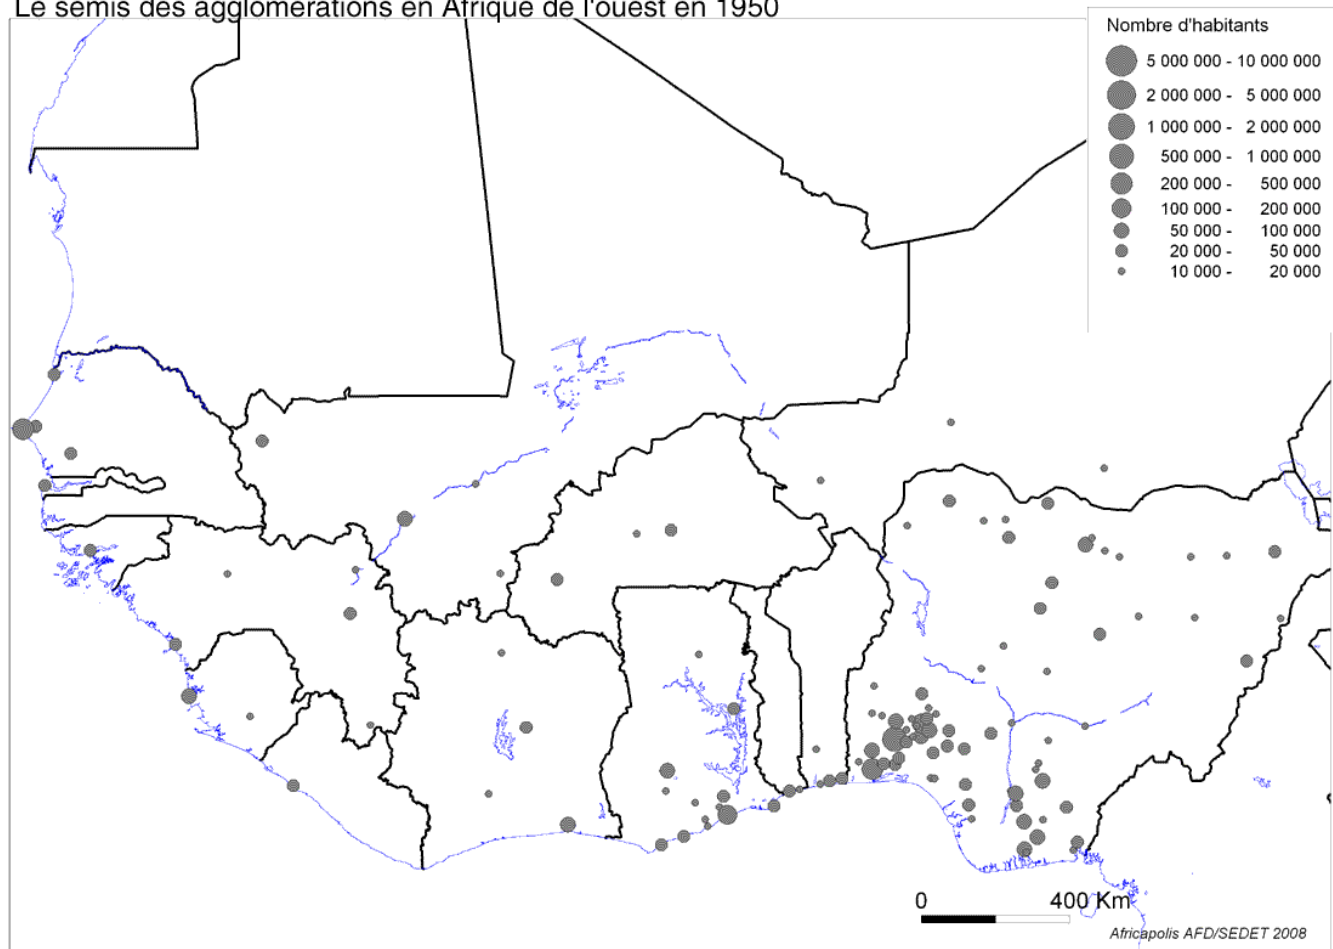 Le semis des agglomérations en Afrique de l'ouest en 1950
Nombre d'habitants
5 000 000 - 10 000 000
2 000 000 - 5 000 000
1 000 000 - 2 000 000
500 000 - 1 000 000
200 000 - 500 000
100 000 - 200 000
50 000 - 100 000
20 000 - 50 000
10 000 - 20 000
0 400 Km
Africapolis AFD/SEDET 2008